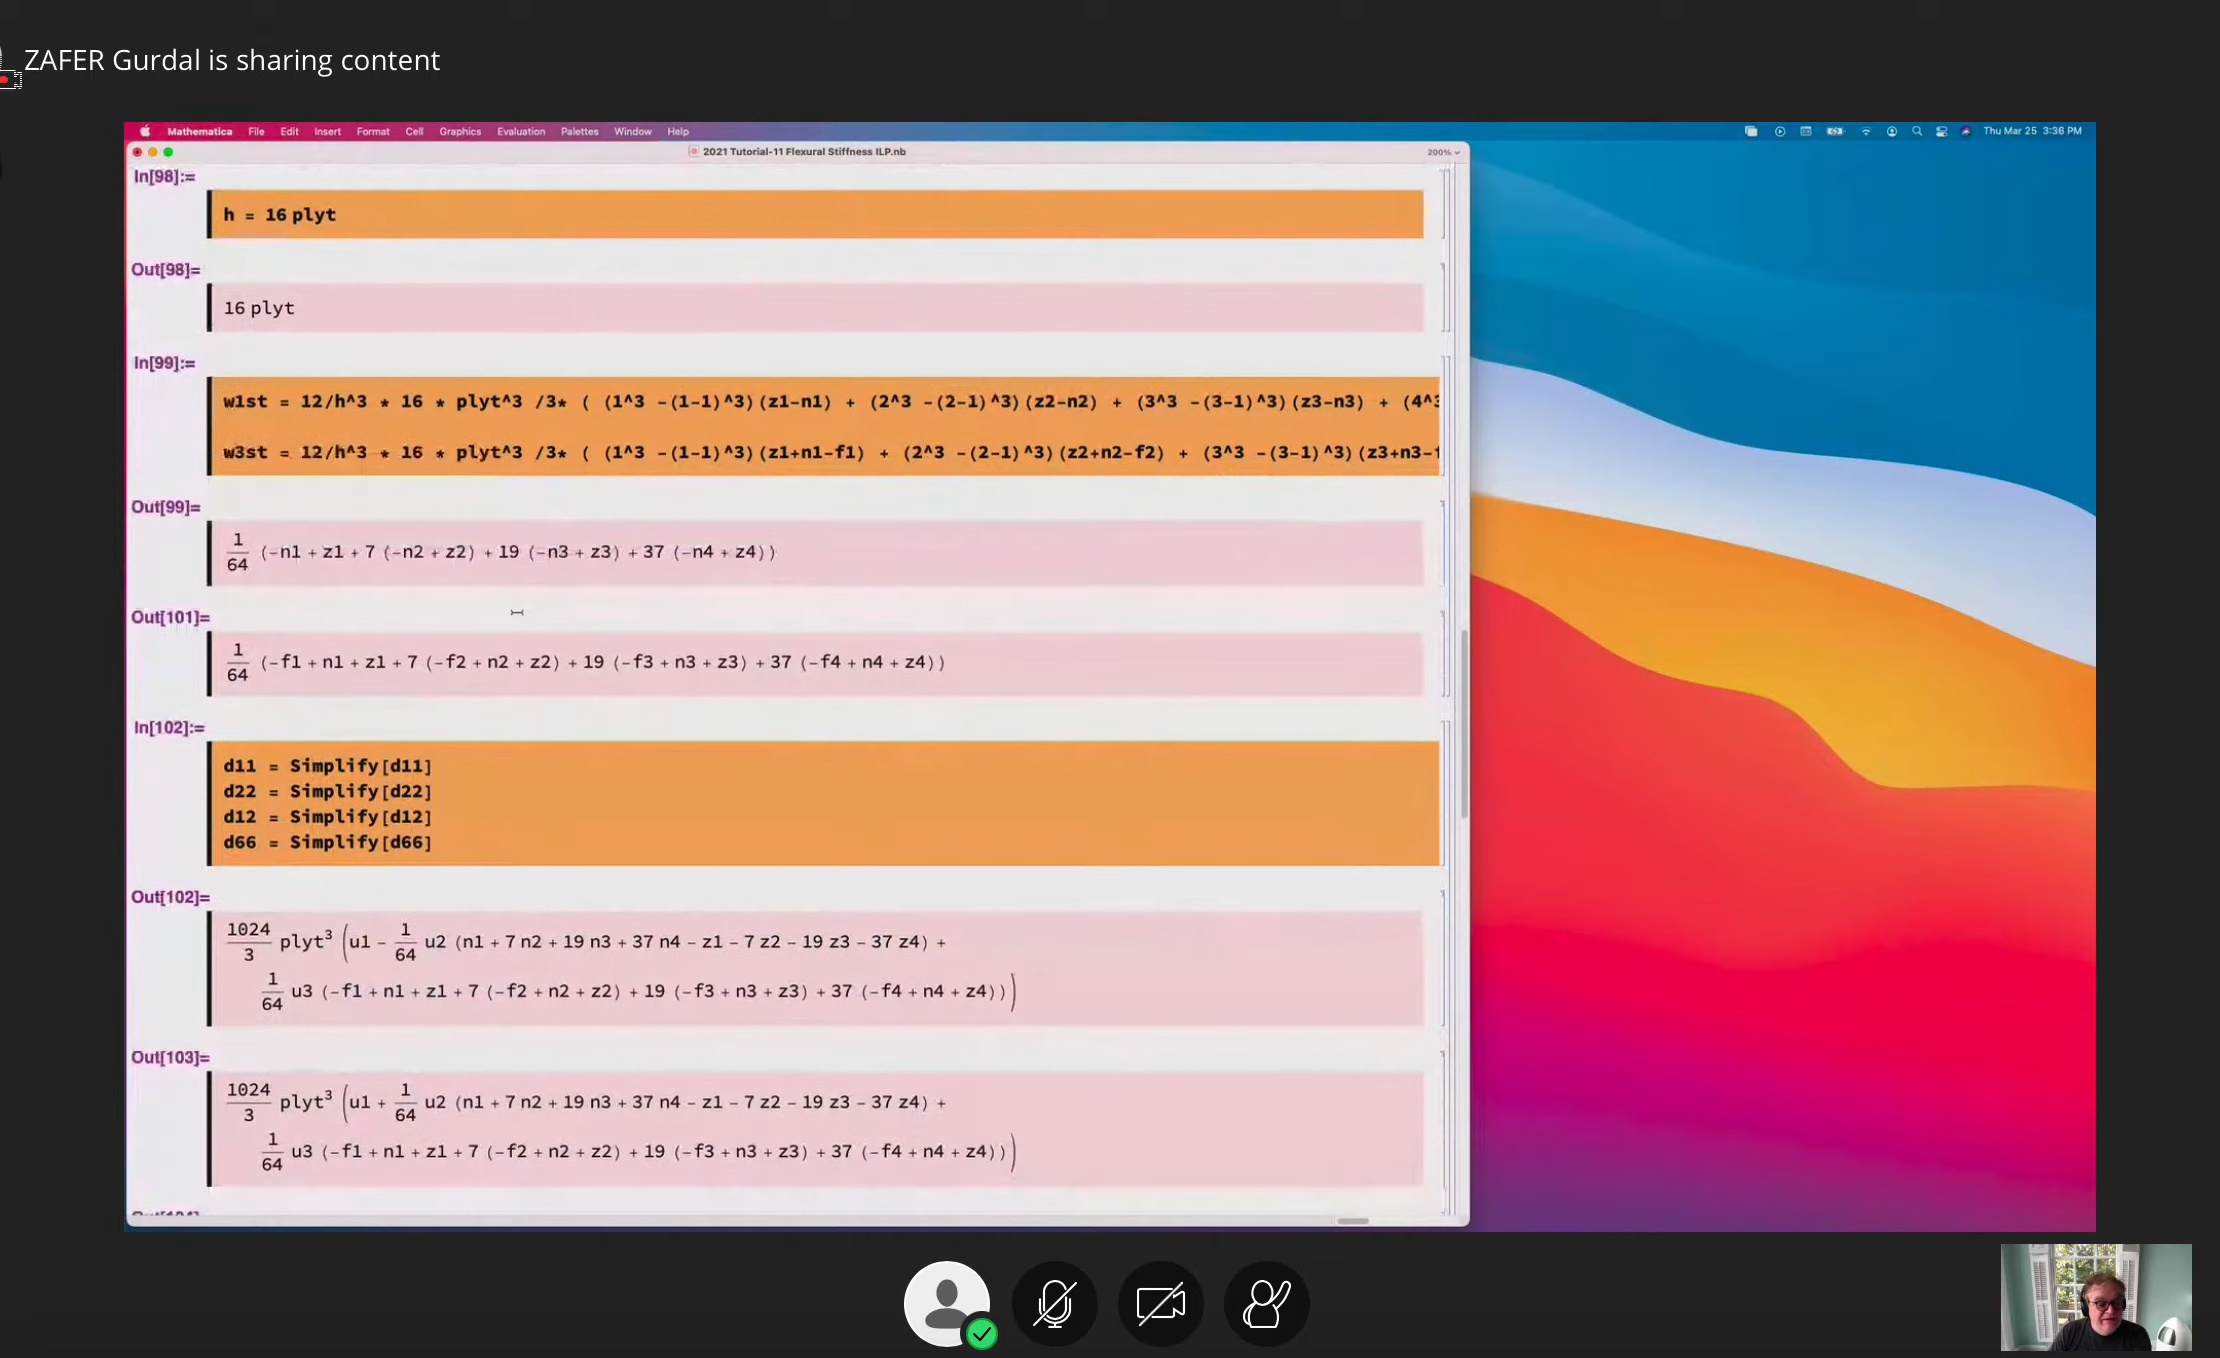 ZAFER Gurdal is sharing content
Mathematica File Edit Insert Format Cell Graphics Evaluation Palettes Window Help
Thu Mar 25 3:36 PM
2021 Tutorial-11 Flexural Stiffness ILP.nb
200%
In[98]:=
h = 16 plyt
Out[98]=
16 plyt
In[99]:=
w1st = 12/h^3 * 16 * plyt^3 /3* ( (1^3 -(1-1)^3)(z1-n1) + (2^3 -(2-1)^3)(z2-n2) + (3^3 -(3-1)^3)(z3-n3) + (4^3
w3st = 12/h^3 * 16 * plyt^3 /3* ( (1^3 -(1-1)^3)(z1+n1-f1) + (2^3 -(2-1)^3)(z2+n2-f2) + (3^3 -(3-1)^3)(z3+n3-
Out[99]=
1/64 (-n1 + z1 + 7 (-n2 + z2) + 19 (-n3 + z3) + 37 (-n4 + z4))
Out[101]=
1/64 (-f1 + n1 + z1 + 7 (-f2 + n2 + z2) + 19 (-f3 + n3 + z3) + 37 (-f4 + n4 + z4))
In[102]:=
d11 = Simplify[d11]
d22 = Simplify[d22]
d12 = Simplify[d12]
d66 = Simplify[d66]
Out[102]=
1024/3 plyt³ (u1 - 1/64 u2 (n1 + 7 n2 + 19 n3 + 37 n4 - z1 - 7 z2 - 19 z3 - 37 z4) +
1/64 u3 (-f1 + n1 + z1 + 7 (-f2 + n2 + z2) + 19 (-f3 + n3 + z3) + 37 (-f4 + n4 + z4)))
Out[103]=
1024/3 plyt³ (u1 + 1/64 u2 (n1 + 7 n2 + 19 n3 + 37 n4 - z1 - 7 z2 - 19 z3 - 37 z4) +
1/64 u3 (-f1 + n1 + z1 + 7 (-f2 + n2 + z2) + 19 (-f3 + n3 + z3) + 37 (-f4 + n4 + z4)))